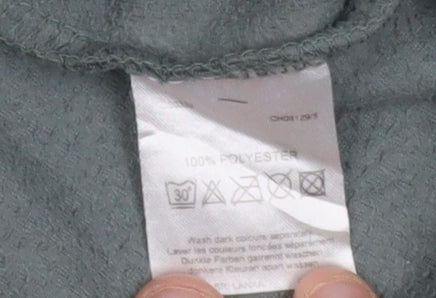 100% POLYESTER
30°
Wash dark colours separately
Laver les couleurs foncées séparément
Dunkle Farben getrennt waschen
donkere Kleuren apart wassen